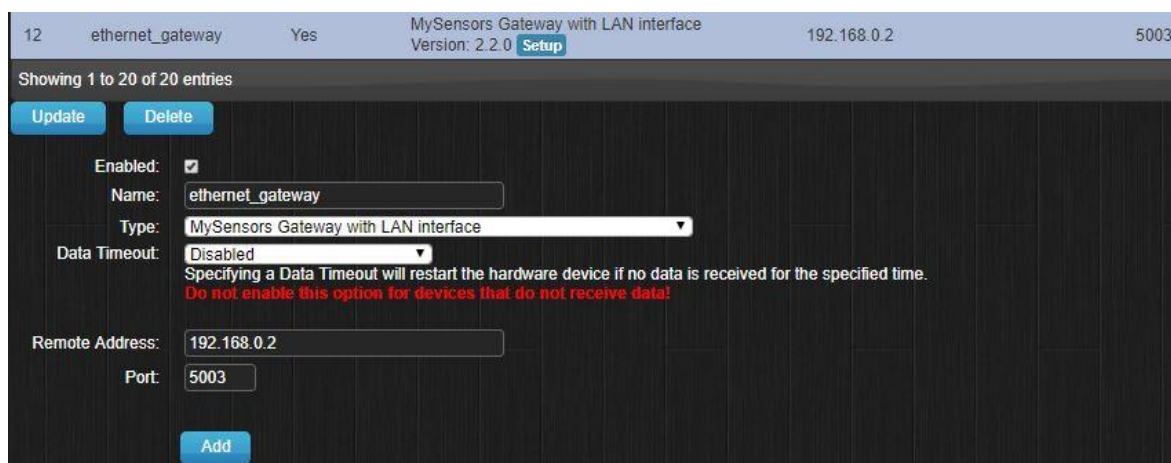 12 ethernet_gateway Yes MySensors Gateway with LAN interface 192.168.0.2 5003
Version: 2.2.0 Setup
Showing 1 to 20 of 20 entries
Update Delete
Enabled:
Name: ethernet_gateway
Type: MySensors Gateway with LAN interface
Data Timeout: Disabled
Specifying a Data Timeout will restart the hardware device if no data is received for the specified time.
Do not enable this option for devices that do not receive data!
Remote Address: 192.168.0.2
Port: 5003
Add